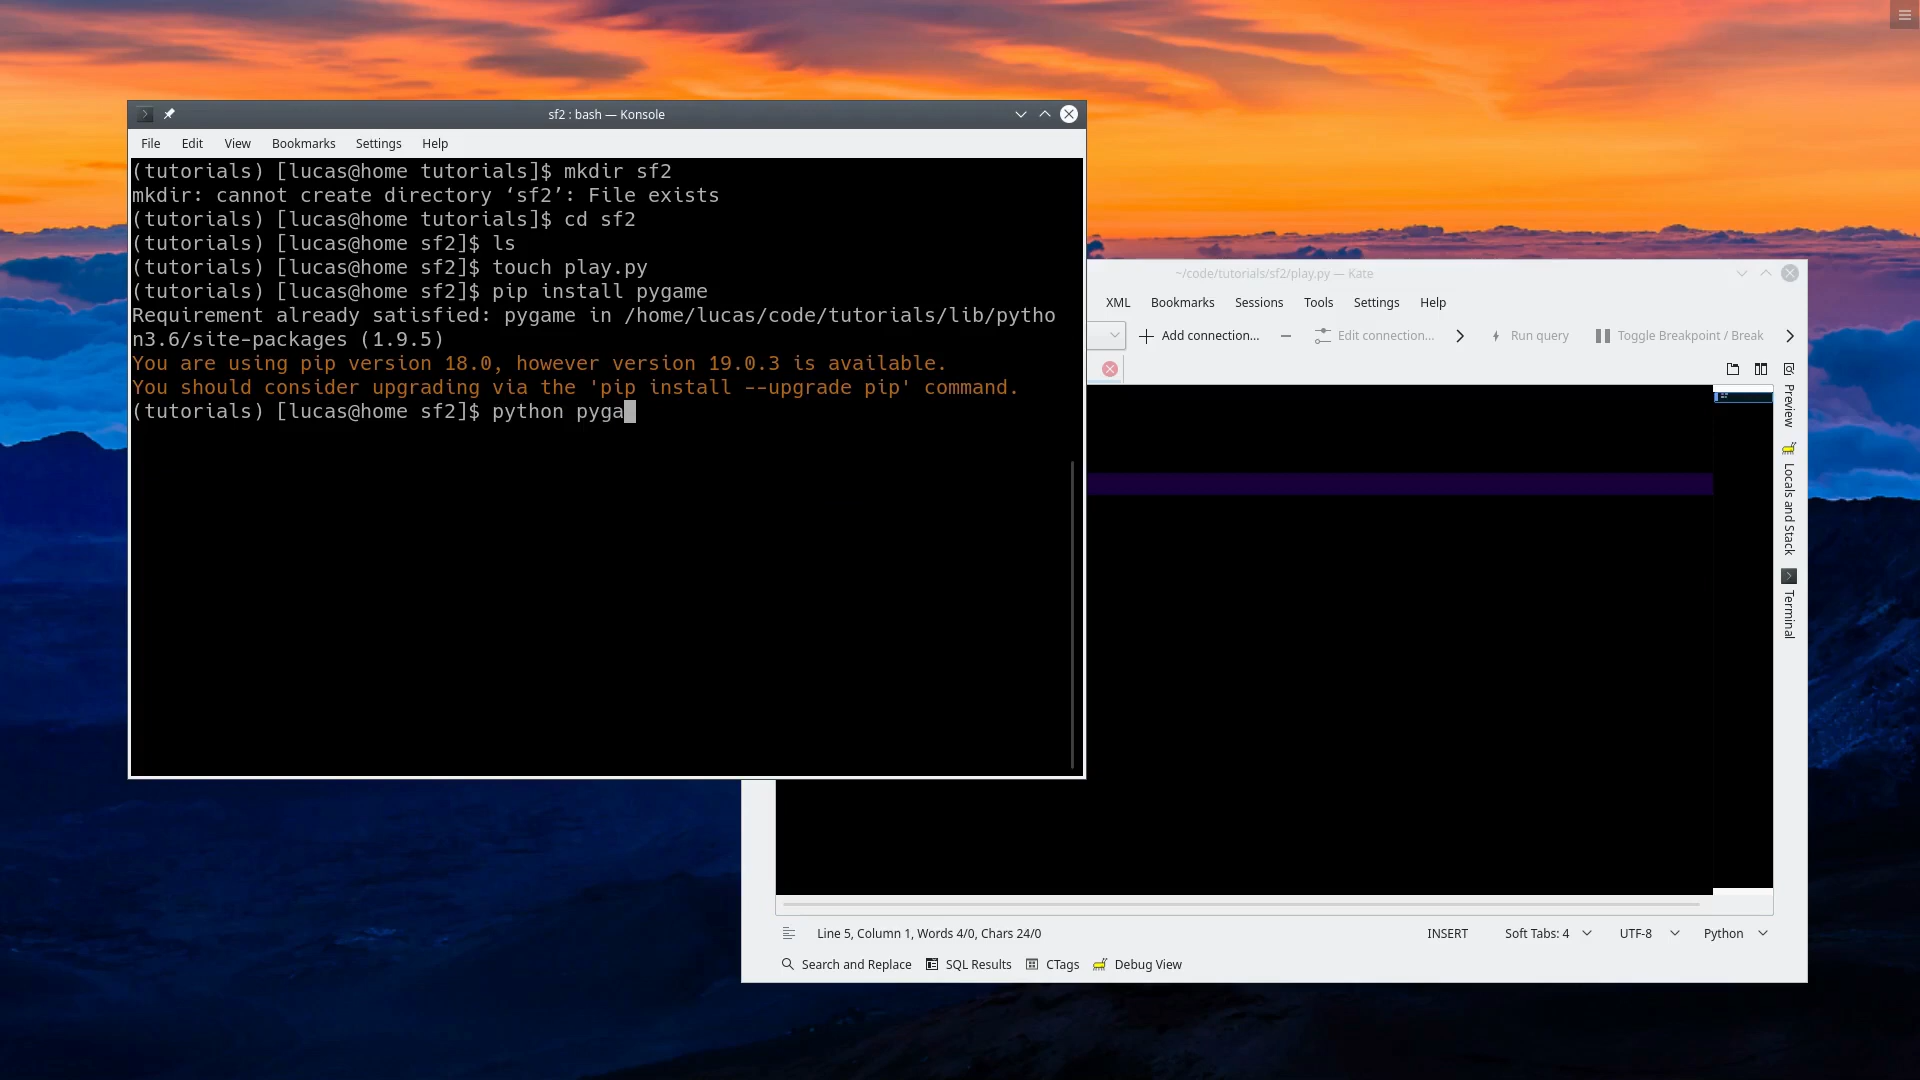 sf2 : bash — Konsole
File Edit View Bookmarks Settings Help
(tutorials) [lucas@home tutorials]$ mkdir sf2
mkdir: cannot create directory ‘sf2’: File exists
(tutorials) [lucas@home tutorials]$ cd sf2
(tutorials) [lucas@home sf2]$ ls
(tutorials) [lucas@home sf2]$ touch play.py
(tutorials) [lucas@home sf2]$ pip install pygame
Requirement already satisfied: pygame in /home/lucas/code/tutorials/lib/pytho
n3.6/site-packages (1.9.5)
You are using pip version 18.0, however version 19.0.3 is available.
You should consider upgrading via the 'pip install --upgrade pip' command.
(tutorials) [lucas@home sf2]$ python pyga
~/code/tutorials/sf2/play.py — Kate
XML Bookmarks Sessions Tools Settings Help
Add connection... Edit connection... Run query Toggle Breakpoint / Break
Preview
Locals and Stack
Terminal
Line 5, Column 1, Words 4/0, Chars 24/0 INSERT Soft Tabs: 4 UTF-8 Python
Search and Replace SQL Results CTags Debug View